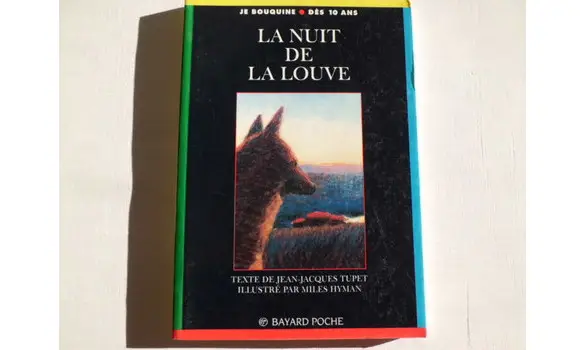 JE BOUQUINE • DÈS 10 ANS
LA NUIT
DE
LA LOUVE
TEXTE DE JEAN-JACQUES TUPET
ILLUSTRÉ PAR MILES HYMAN
BAYARD POCHE